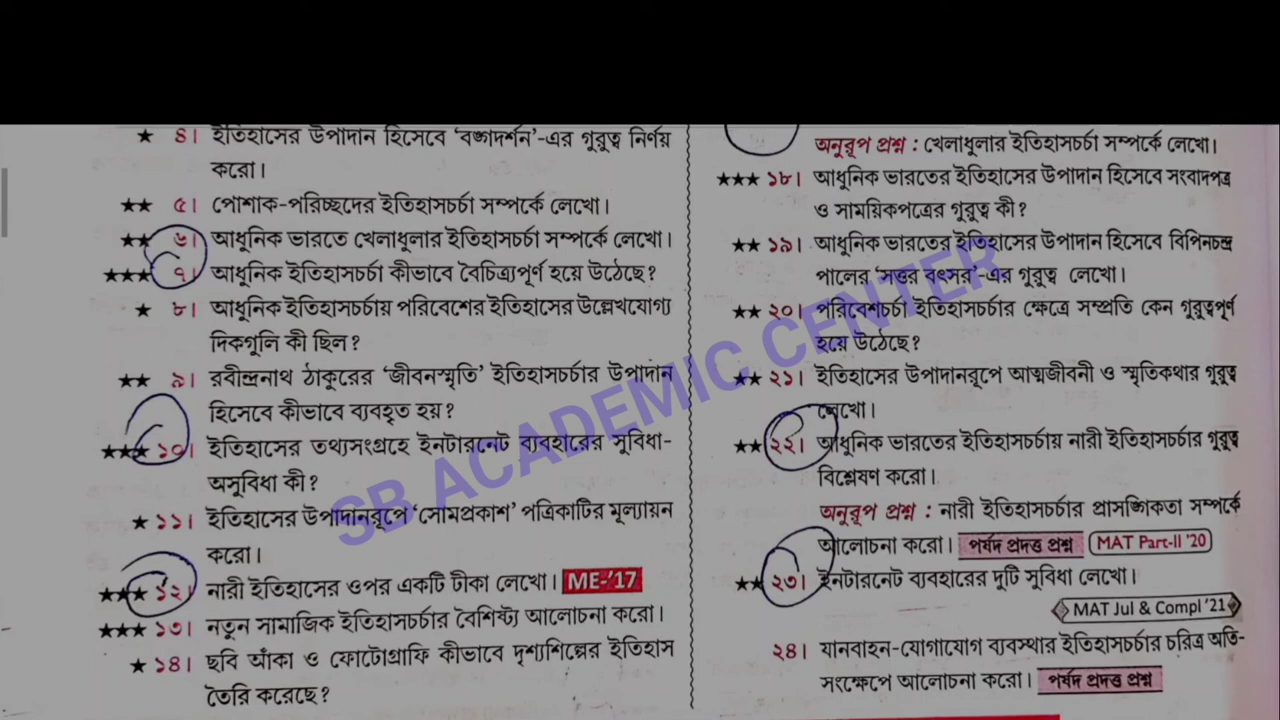 ★ ৪। ইতিহাসের উপাদান হিসেবে ‘বঙ্গদর্শন’-এর গুরুত্ব নির্ণয়
করো।
★★ ৫। পোশাক-পরিচ্ছদের ইতিহাসচর্চা সম্পর্কে লেখো।
★★ ৬। আধুনিক ভারতে খেলাধুলার ইতিহাসচর্চা সম্পর্কে লেখো।
★★★ ৭। আধুনিক ইতিহাসচর্চা কীভাবে বৈচিত্র্যপূর্ণ হয়ে উঠেছে?
★ ৮। আধুনিক ইতিহাসচর্চায় পরিবেশের ইতিহাসের উল্লেখযোগ্য
দিকগুলি কী ছিল?
★★ ৯। রবীন্দ্রনাথ ঠাকুরের ‘জীবনস্মৃতি’ ইতিহাসচর্চার উপাদান
হিসেবে কীভাবে ব্যবহৃত হয়?
★★★ ১০। ইতিহাসের তথ্যসংগ্রহে ইনটারনেট ব্যবহারের সুবিধা-
অসুবিধা কী?
★ ১১। ইতিহাসের উপাদানরূপে ‘সোমপ্রকাশ’ পত্রিকাটির মূল্যায়ন
করো।
★★★ ১২। নারী ইতিহাসের ওপর একটি টীকা লেখো। ME-’17
★★★ ১৩। নতুন সামাজিক ইতিহাসচর্চার বৈশিষ্ট্য আলোচনা করো।
★ ১৪। ছবি আঁকা ও ফোটোগ্রাফি কীভাবে দৃশ্যশিল্পের ইতিহাস
তৈরি করেছে?
অনুরূপ প্রশ্ন : খেলাধুলার ইতিহাসচর্চা সম্পর্কে লেখো।
★★★ ১৮। আধুনিক ভারতের ইতিহাসের উপাদান হিসেবে সংবাদপত্র
ও সাময়িকপত্রের গুরুত্ব কী?
★★ ১৯। আধুনিক ভারতের ইতিহাসের উপাদান হিসেবে বিপিনচন্দ্র
পালের ‘সত্তর বৎসর’-এর গুরুত্ব লেখো।
★★ ২০। পরিবেশচর্চা ইতিহাসচর্চার ক্ষেত্রে সম্প্রতি কেন গুরুত্বপূর্ণ
হয়ে উঠেছে?
★★ ২১। ইতিহাসের উপাদানরূপে আত্মজীবনী ও স্মৃতিকথার গুরুত্ব
লেখো।
★★ ২২। আধুনিক ভারতের ইতিহাসচর্চায় নারী ইতিহাসচর্চার গুরুত্ব
বিশ্লেষণ করো।
অনুরূপ প্রশ্ন : নারী ইতিহাসচর্চার প্রাসঙ্গিকতা সম্পর্কে
আলোচনা করো। পর্ষদ প্রদত্ত প্রশ্ন MAT Part-II ’20
★★ ২৩। ইনটারনেট ব্যবহারের দুটি সুবিধা লেখো।
MAT Jul & Compl ’21
২৪। যানবাহন-যোগাযোগ ব্যবস্থার ইতিহাসচর্চার চরিত্র অতি-
সংক্ষেপে আলোচনা করো। পর্ষদ প্রদত্ত প্রশ্ন
SB ACADEMIC CENTER